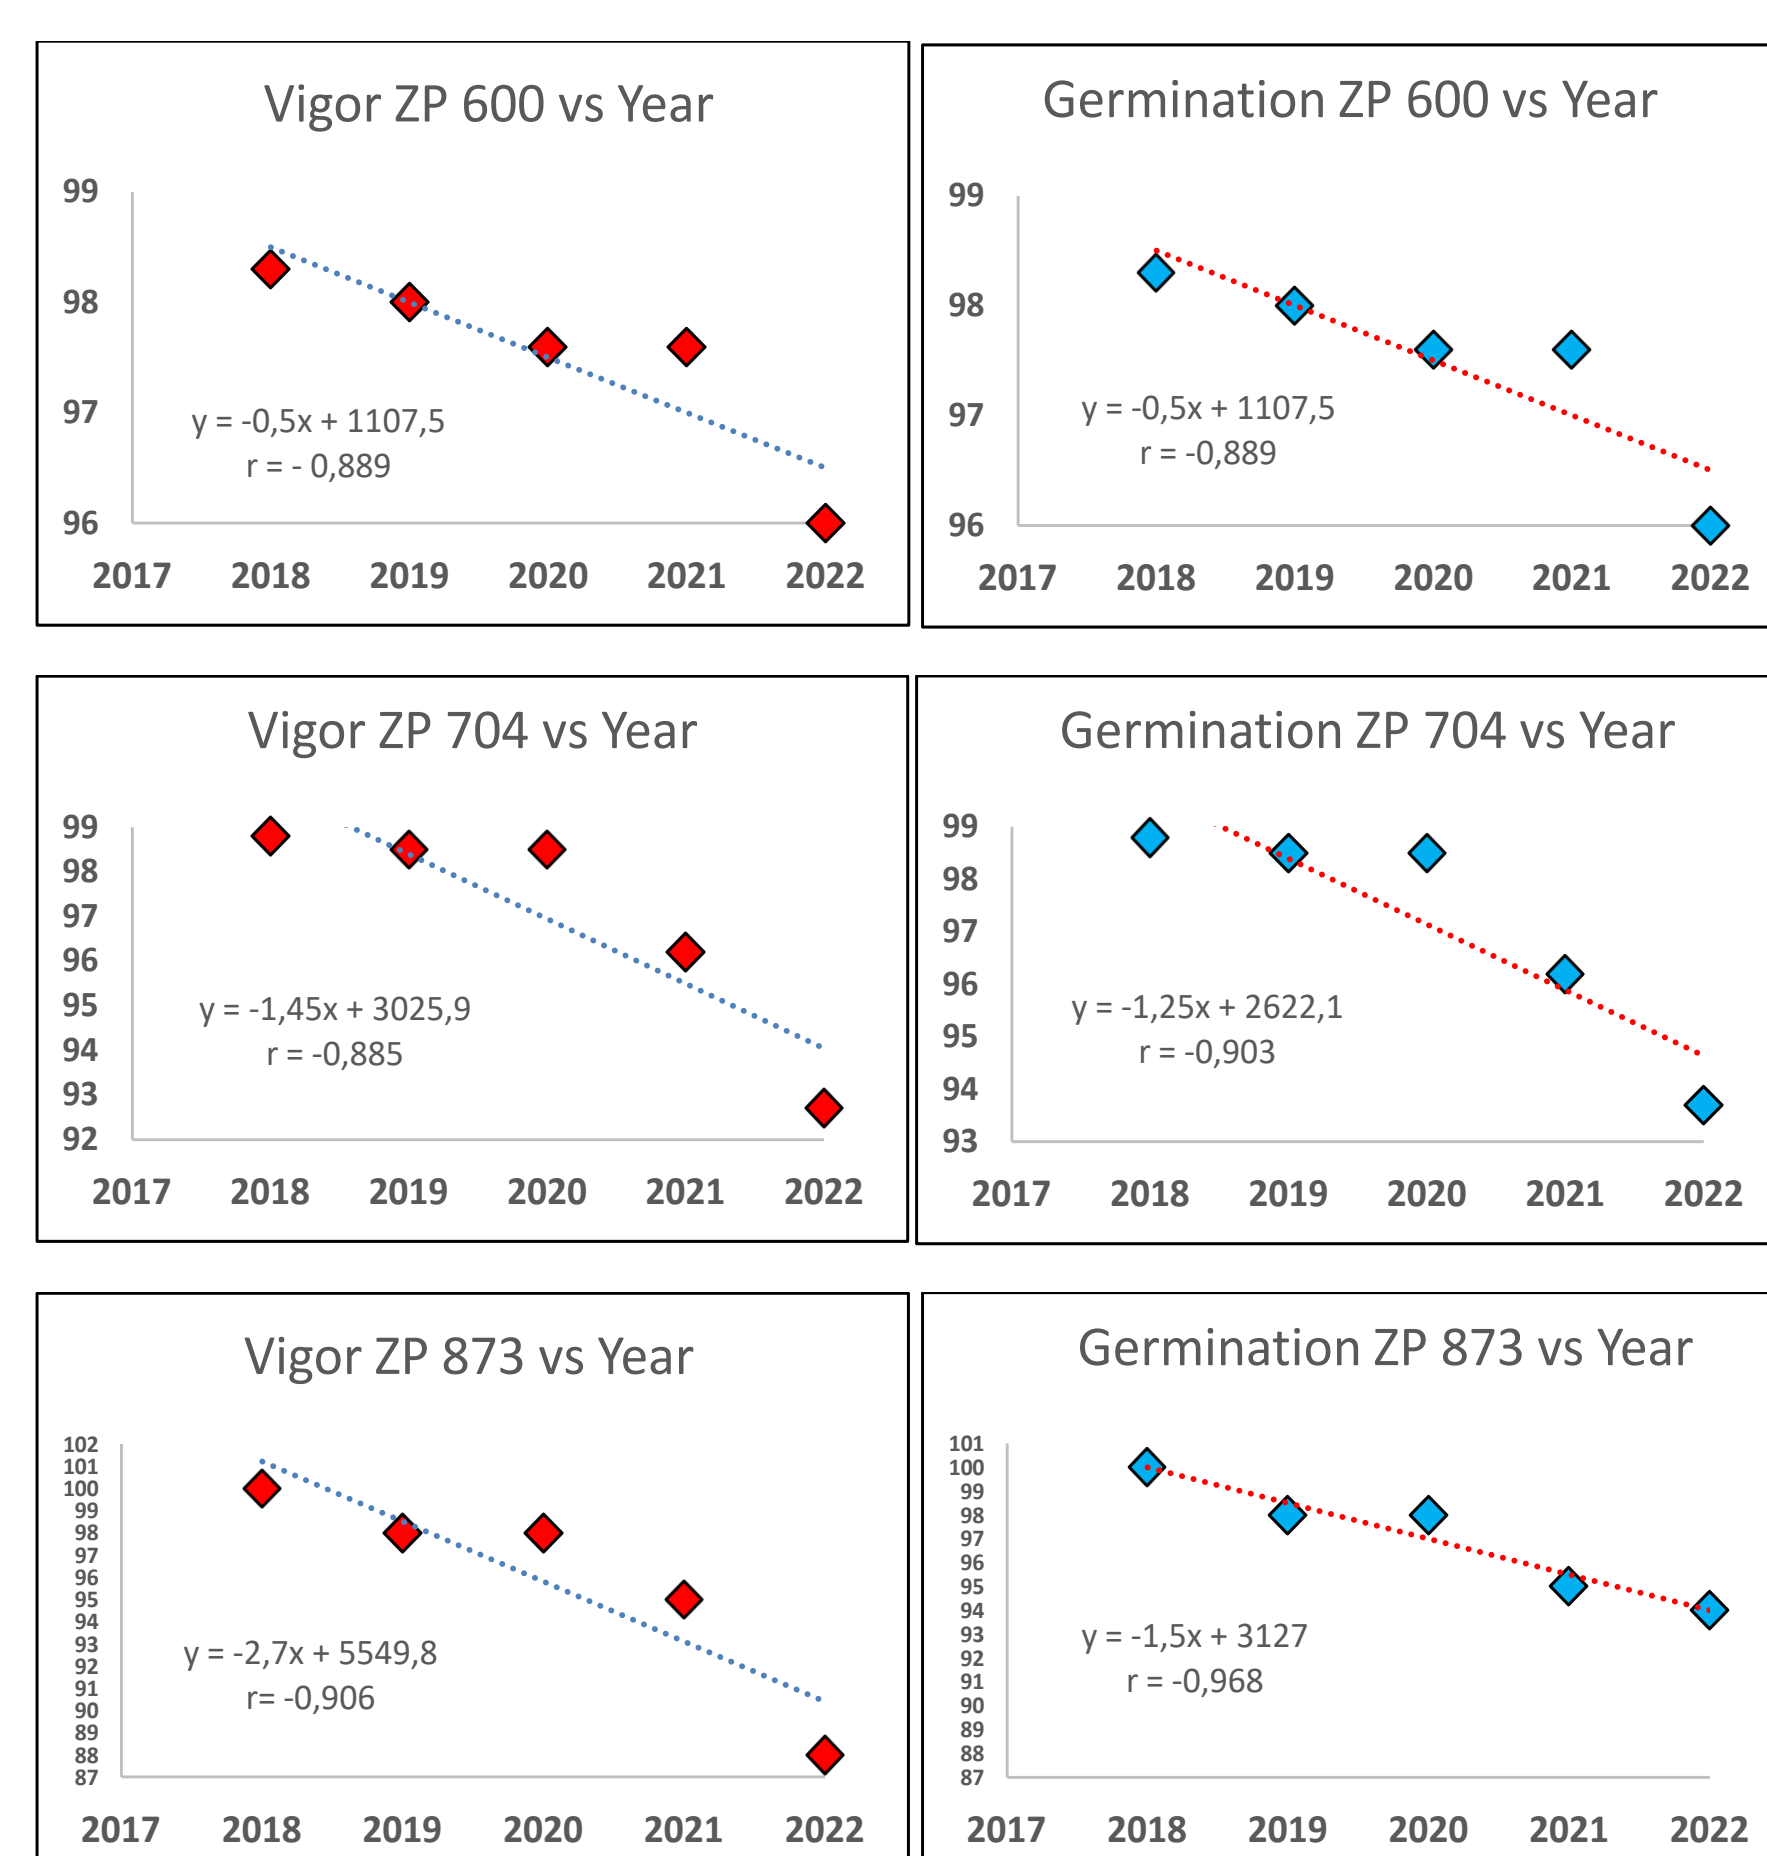 Vigor ZP 600 vs Year
99
98
97
96
y = -0,5x + 1107,5
r = - 0,889
2017 2018 2019 2020 2021 2022
Germination ZP 600 vs Year
99
98
97
96
y = -0,5x + 1107,5
r = -0,889
2017 2018 2019 2020 2021 2022
Vigor ZP 704 vs Year
99
98
97
96
95
94
93
92
y = -1,45x + 3025,9
r = -0,885
2017 2018 2019 2020 2021 2022
Germination ZP 704 vs Year
99
98
97
96
95
94
93
y = -1,25x + 2622,1
r = -0,903
2017 2018 2019 2020 2021 2022
Vigor ZP 873 vs Year
102
101
100
99
98
97
96
95
94
93
92
91
90
89
88
87
y = -2,7x + 5549,8
r= -0,906
2017 2018 2019 2020 2021 2022
Germination ZP 873 vs Year
101
100
99
98
97
96
95
94
93
92
91
90
89
88
87
y = -1,5x + 3127
r = -0,968
2017 2018 2019 2020 2021 2022